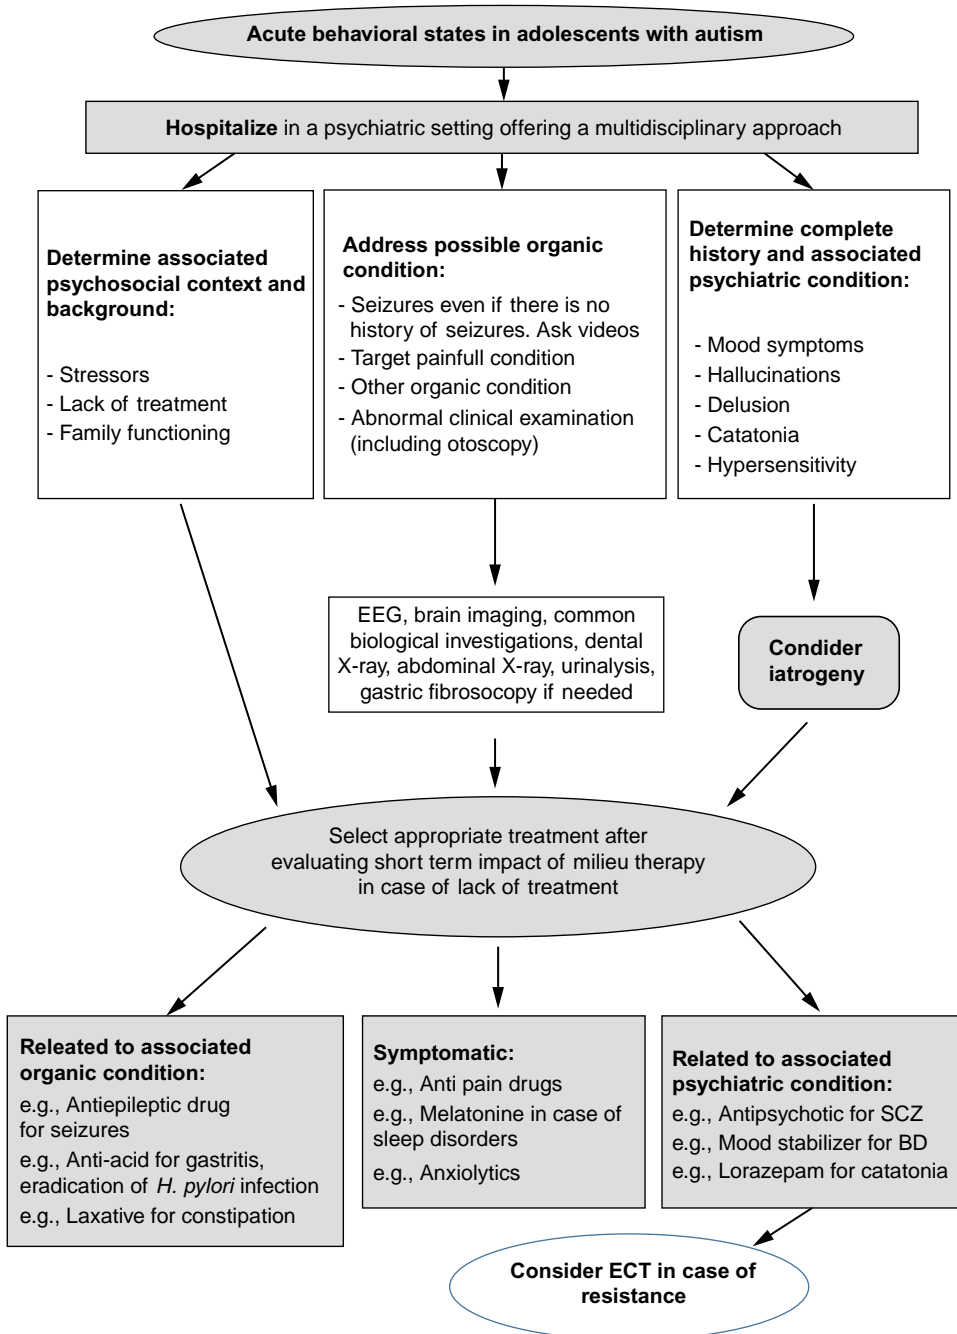 Acute behavioral states in adolescents with autism
Hospitalize in a psychiatric setting offering a multidisciplinary approach
Determine associated
psychosocial context and
background:
- Stressors
- Lack of treatment
- Family functioning
Address possible organic
condition:
- Seizures even if there is no
history of seizures. Ask videos
- Target painfull condition
- Other organic condition
- Abnormal clinical examination
(including otoscopy)
Determine complete
history and associated
psychiatric condition:
- Mood symptoms
- Hallucinations
- Delusion
- Catatonia
- Hypersensitivity
EEG, brain imaging, common
biological investigations, dental
X-ray, abdominal X-ray, urinalysis,
gastric fibrosocopy if needed
Condider
iatrogeny
Select appropriate treatment after
evaluating short term impact of milieu therapy
in case of lack of treatment
Releated to associated
organic condition:
e.g., Antiepileptic drug
for seizures
e.g., Anti-acid for gastritis,
eradication of H. pylori infection
e.g., Laxative for constipation
Symptomatic:
e.g., Anti pain drugs
e.g., Melatonine in case of
sleep disorders
e.g., Anxiolytics
Related to associated
psychiatric condition:
e.g., Antipsychotic for SCZ
e.g., Mood stabilizer for BD
e.g., Lorazepam for catatonia
Consider ECT in case of
resistance